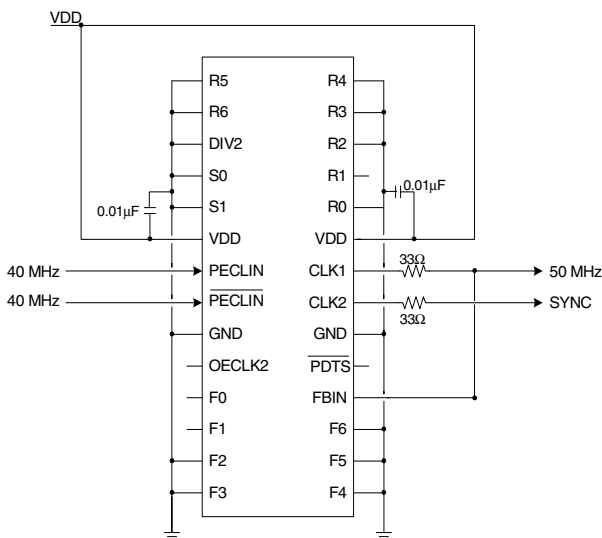 VDD
R5 R4
R6 R3
DIV2 R2
S0 R1
0.01µF
S1 R0
0.01µF
VDD VDD
33Ω
40 MHz PECLIN CLK1 50 MHz
40 MHz PECLIN CLK2 SYNC
33Ω
GND GND
OECLK2 PDTS
F0 FBIN
F1 F6
F2 F5
F3 F4